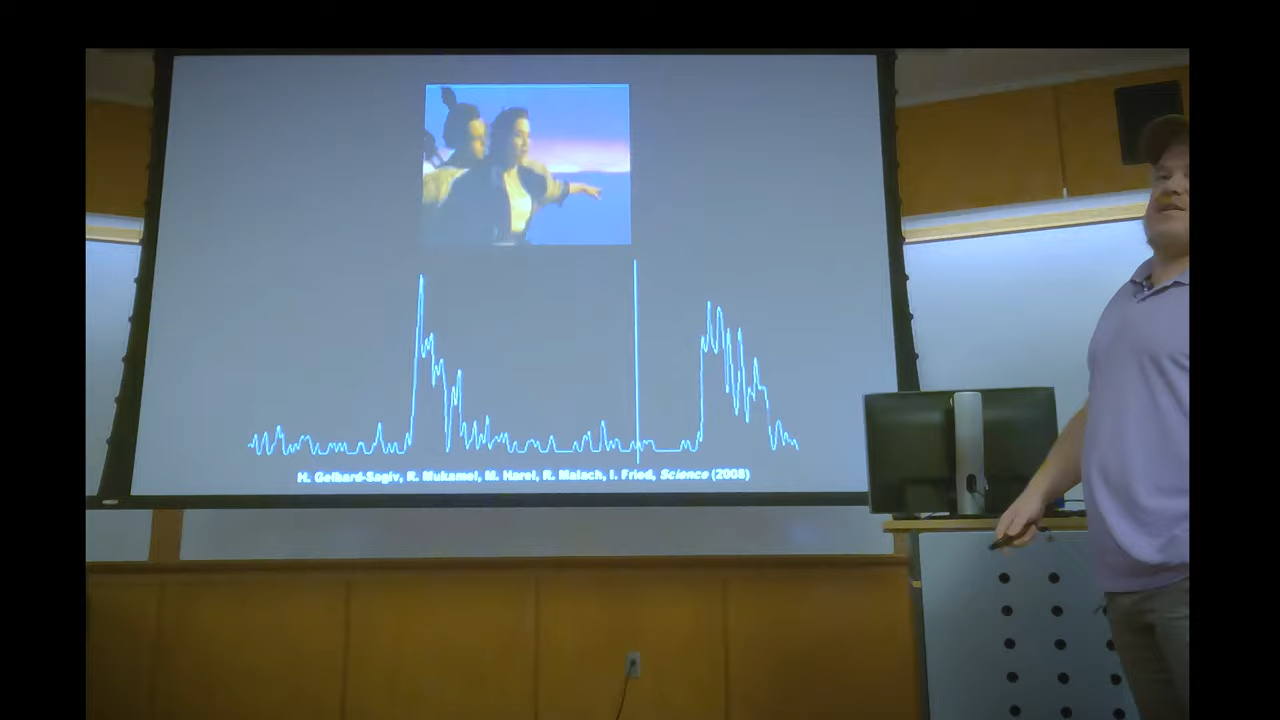 H. Gelbard-Sagiv, R. Mukamel, M. Harel, R. Malach, I. Fried, Science (2008)